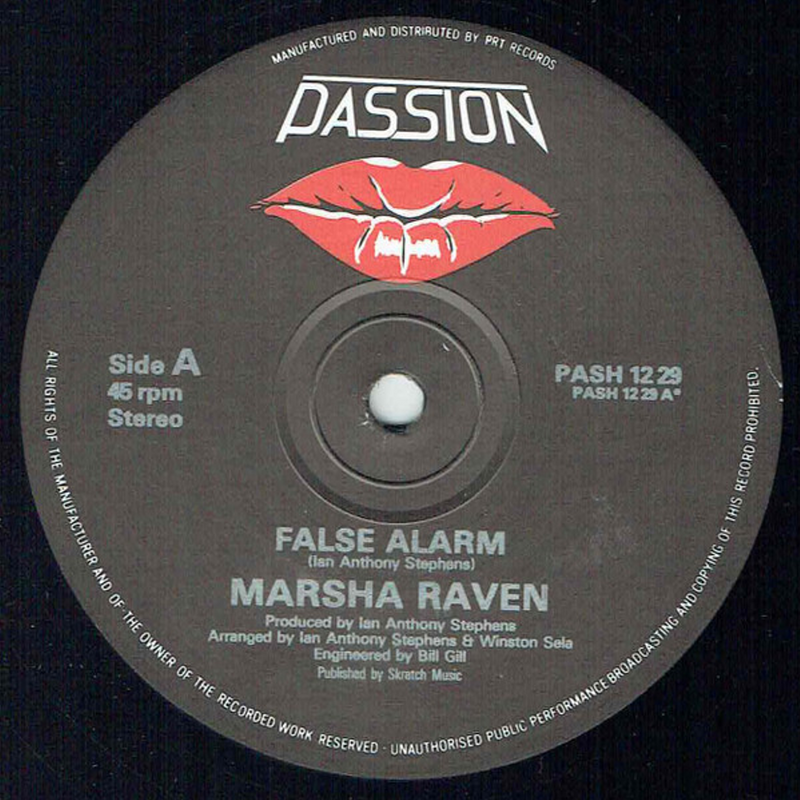 MANUFACTURED AND DISTRIBUTED BY PRT RECORDS
PASSION
Side A
45 rpm
Stereo
PASH 12 29
PASH 12 29 A*
FALSE ALARM
(Ian Anthony Stephens)
MARSHA RAVEN
Produced by Ian Anthony Stephens
Arranged by Ian Anthony Stephens & Winston Sela
Engineered by Bill Gill
Published by Skratch Music
ALL RIGHTS OF THE MANUFACTURER AND OF THE OWNER OF THE RECORDED WORK RESERVED · UNAUTHORISED PUBLIC PERFORMANCE BROADCASTING AND COPYING OF THIS RECORD PROHIBITED.